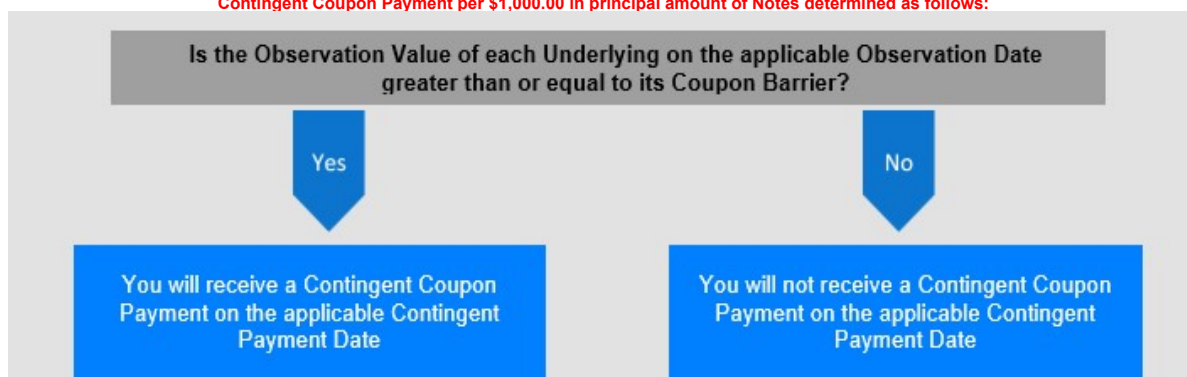 Contingent Coupon Payment per $1,000.00 in principal amount of Notes determined as follows:
Is the Observation Value of each Underlying on the applicable Observation Date
greater than or equal to its Coupon Barrier?
Yes
No
You will receive a Contingent Coupon
Payment on the applicable Contingent
Payment Date
You will not receive a Contingent Coupon
Payment on the applicable Contingent
Payment Date